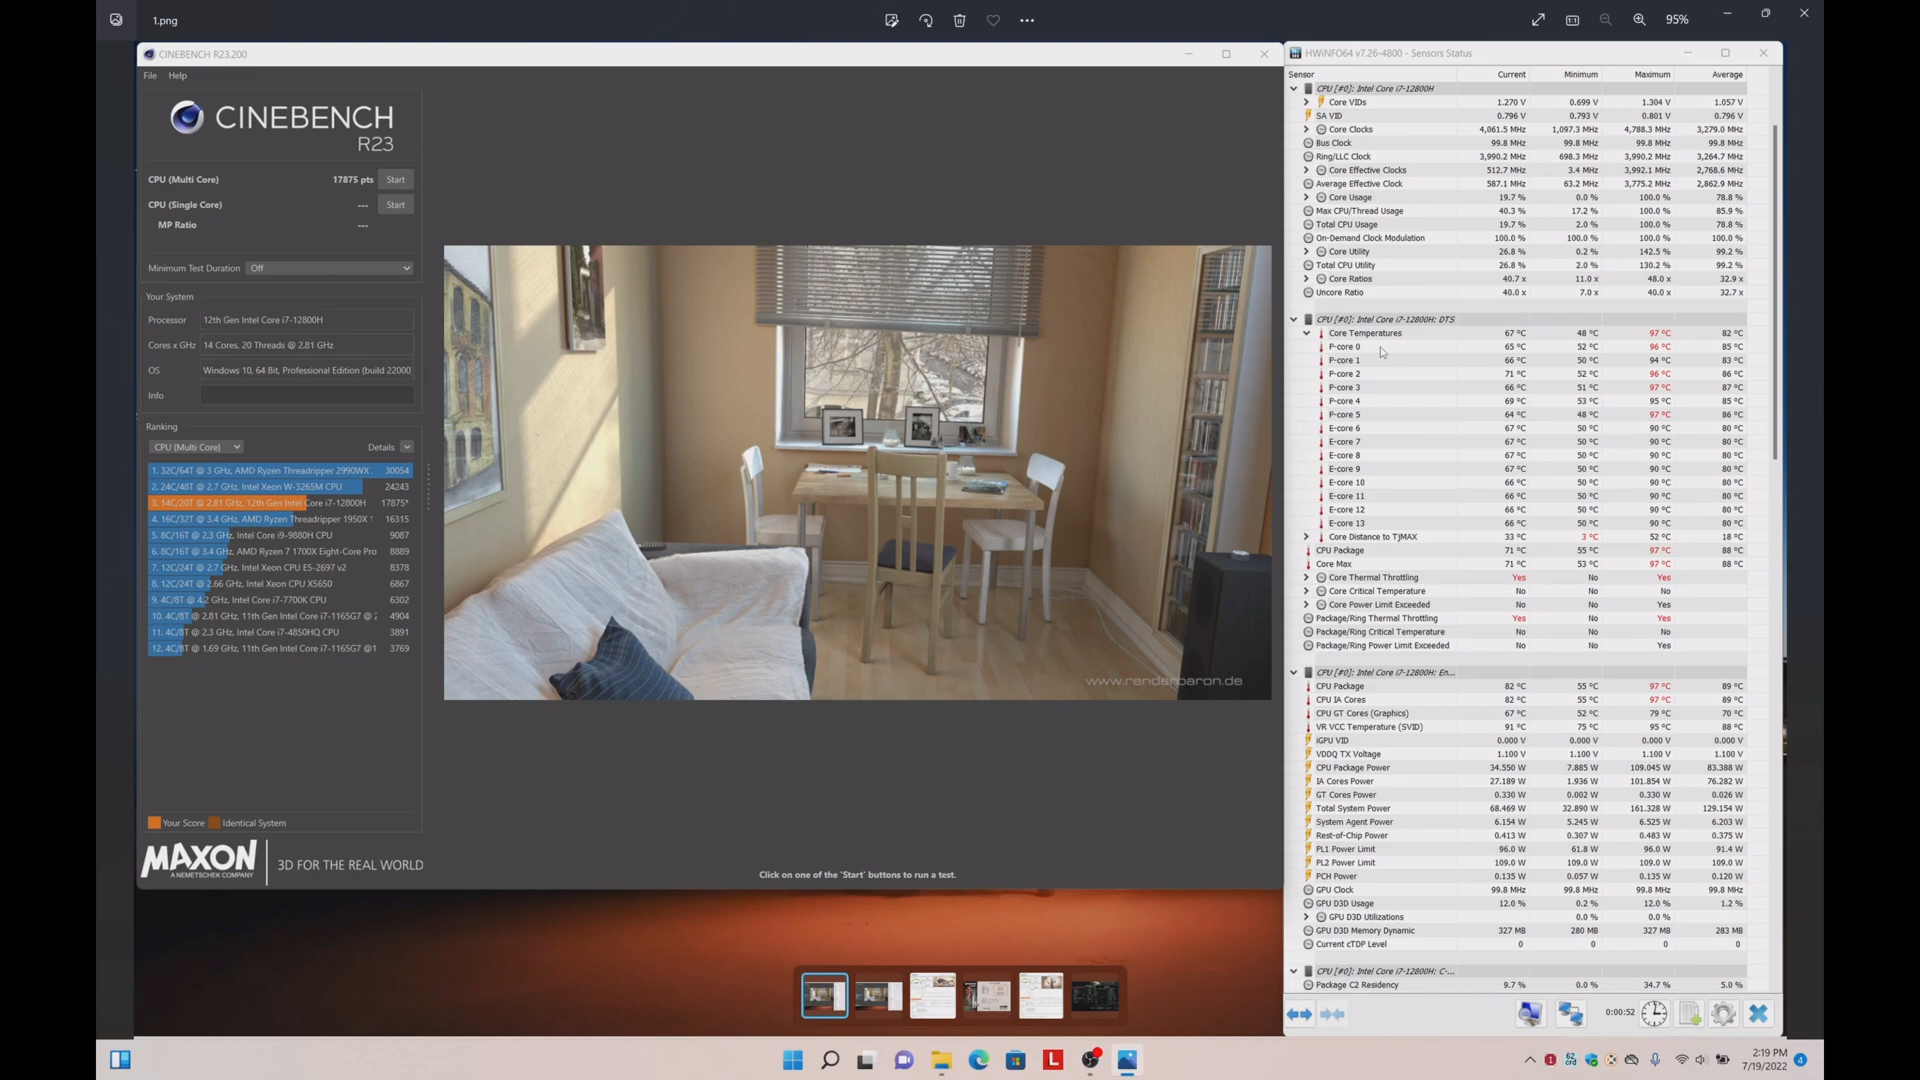 1.png
95%
CINEBENCH R23.200
File Help
CINEBENCH
R23
CPU (Multi Core) 17875 pts Start
CPU (Single Core) --- Start
MP Ratio ---
Minimum Test Duration Off
Your System
Processor 12th Gen Intel Core i7-12800H
Cores x GHz 14 Cores, 20 Threads @ 2.81 GHz
OS Windows 10, 64 Bit, Professional Edition (build 22000)
Info
Ranking
CPU (Multi Core) Details
1. 32C/64T @ 3 GHz, AMD Ryzen Threadripper 2990WX 30054
2. 24C/48T @ 2.7 GHz, Intel Xeon W-3265M CPU 24243
3. 14C/20T @ 2.81 GHz, 12th Gen Intel Core i7-12800H 17875*
4. 16C/32T @ 3.4 GHz, AMD Ryzen Threadripper 1950X 16315
5. 8C/16T @ 2.3 GHz, Intel Core i9-9880H CPU 9087
6. 8C/16T @ 3.4 GHz, AMD Ryzen 7 1700X Eight-Core Pro 8889
7. 12C/24T @ 2.7 GHz, Intel Xeon CPU E5-2697 v2 8378
8. 12C/24T @ 2.66 GHz, Intel Xeon CPU X5650 6867
9. 4C/8T @ 4.2 GHz, Intel Core i7-7700K CPU 6302
10. 4C/8T @ 2.81 GHz, 11th Gen Intel Core i7-1165G7 @ 4904
11. 4C/8T @ 2.3 GHz, Intel Core i7-4850HQ CPU 3891
12. 4C/8T @ 1.69 GHz, 11th Gen Intel Core i7-1165G7 @1 3769
Your Score Identical System
MAXON
A NEMETSCHEK COMPANY
3D FOR THE REAL WORLD
www.renderbaron.de
Click on one of the 'Start' buttons to run a test.
HWiNFO64 v7.26-4800 - Sensors Status
Sensor Current Minimum Maximum Average
CPU [#0]: Intel Core i7-12800H
Core VIDs 1.270 V 0.699 V 1.304 V 1.057 V
SA VID 0.796 V 0.793 V 0.801 V 0.796 V
Core Clocks 4,061.5 MHz 1,097.3 MHz 4,788.3 MHz 3,279.0 MHz
Bus Clock 99.8 MHz 99.8 MHz 99.8 MHz 99.8 MHz
Ring/LLC Clock 3,990.2 MHz 698.3 MHz 3,990.2 MHz 3,264.7 MHz
Core Effective Clocks 512.7 MHz 3.4 MHz 3,992.1 MHz 2,768.6 MHz
Average Effective Clock 587.1 MHz 63.2 MHz 3,775.2 MHz 2,862.9 MHz
Core Usage 19.7 % 0.0 % 100.0 % 78.8 %
Max CPU/Thread Usage 40.3 % 17.2 % 100.0 % 85.9 %
Total CPU Usage 19.7 % 2.0 % 100.0 % 78.8 %
On-Demand Clock Modulation 100.0 % 100.0 % 100.0 % 100.0 %
Core Utility 26.8 % 0.2 % 142.5 % 99.2 %
Total CPU Utility 26.8 % 2.0 % 130.2 % 99.2 %
Core Ratios 40.7 x 11.0 x 48.0 x 32.9 x
Uncore Ratio 40.0 x 7.0 x 40.0 x 32.7 x
CPU [#0]: Intel Core i7-12800H: DTS
Core Temperatures 67 °C 48 °C 97 °C 82 °C
P-core 0 65 °C 52 °C 96 °C 85 °C
P-core 1 66 °C 50 °C 94 °C 83 °C
P-core 2 71 °C 52 °C 96 °C 86 °C
P-core 3 66 °C 51 °C 97 °C 87 °C
P-core 4 69 °C 53 °C 95 °C 85 °C
P-core 5 64 °C 48 °C 97 °C 86 °C
E-core 6 67 °C 50 °C 90 °C 80 °C
E-core 7 67 °C 50 °C 90 °C 80 °C
E-core 8 67 °C 50 °C 90 °C 80 °C
E-core 9 67 °C 50 °C 90 °C 80 °C
E-core 10 66 °C 50 °C 90 °C 80 °C
E-core 11 66 °C 50 °C 90 °C 80 °C
E-core 12 66 °C 50 °C 90 °C 80 °C
E-core 13 66 °C 50 °C 90 °C 80 °C
Core Distance to TjMAX 33 °C 3 °C 52 °C 18 °C
CPU Package 71 °C 55 °C 97 °C 88 °C
Core Max 71 °C 53 °C 97 °C 88 °C
Core Thermal Throttling Yes No Yes
Core Critical Temperature No No No
Core Power Limit Exceeded No No Yes
Package/Ring Thermal Throttling Yes No Yes
Package/Ring Critical Temperature No No No
Package/Ring Power Limit Exceeded No No Yes
CPU [#0]: Intel Core i7-12800H: En...
CPU Package 82 °C 55 °C 97 °C 89 °C
CPU IA Cores 82 °C 55 °C 97 °C 89 °C
CPU GT Cores (Graphics) 67 °C 52 °C 79 °C 70 °C
VR VCC Temperature (SVID) 91 °C 75 °C 95 °C 88 °C
iGPU VID 0.000 V 0.000 V 0.000 V 0.000 V
VDDQ TX Voltage 1.100 V 1.100 V 1.100 V 1.100 V
CPU Package Power 34.550 W 7.885 W 109.045 W 83.388 W
IA Cores Power 27.189 W 1.936 W 101.854 W 76.282 W
GT Cores Power 0.330 W 0.002 W 0.330 W 0.026 W
Total System Power 68.469 W 32.890 W 161.328 W 129.154 W
System Agent Power 6.154 W 5.245 W 6.525 W 6.203 W
Rest-of-Chip Power 0.413 W 0.307 W 0.483 W 0.375 W
PL1 Power Limit 96.0 W 61.8 W 96.0 W 91.4 W
PL2 Power Limit 109.0 W 109.0 W 109.0 W 109.0 W
PCH Power 0.135 W 0.057 W 0.135 W 0.120 W
GPU Clock 99.8 MHz 99.8 MHz 99.8 MHz 99.8 MHz
GPU D3D Usage 12.0 % 0.2 % 12.0 % 1.2 %
GPU D3D Utilizations 0.0 % 0.0 %
GPU D3D Memory Dynamic 327 MB 280 MB 327 MB 283 MB
Current cTDP Level 0 0 0 0
CPU [#0]: Intel Core i7-12800H: C-...
Package C2 Residency 9.7 % 0.0 % 34.7 % 5.0 %
0:00:52
L
2:19 PM
7/19/2022
4